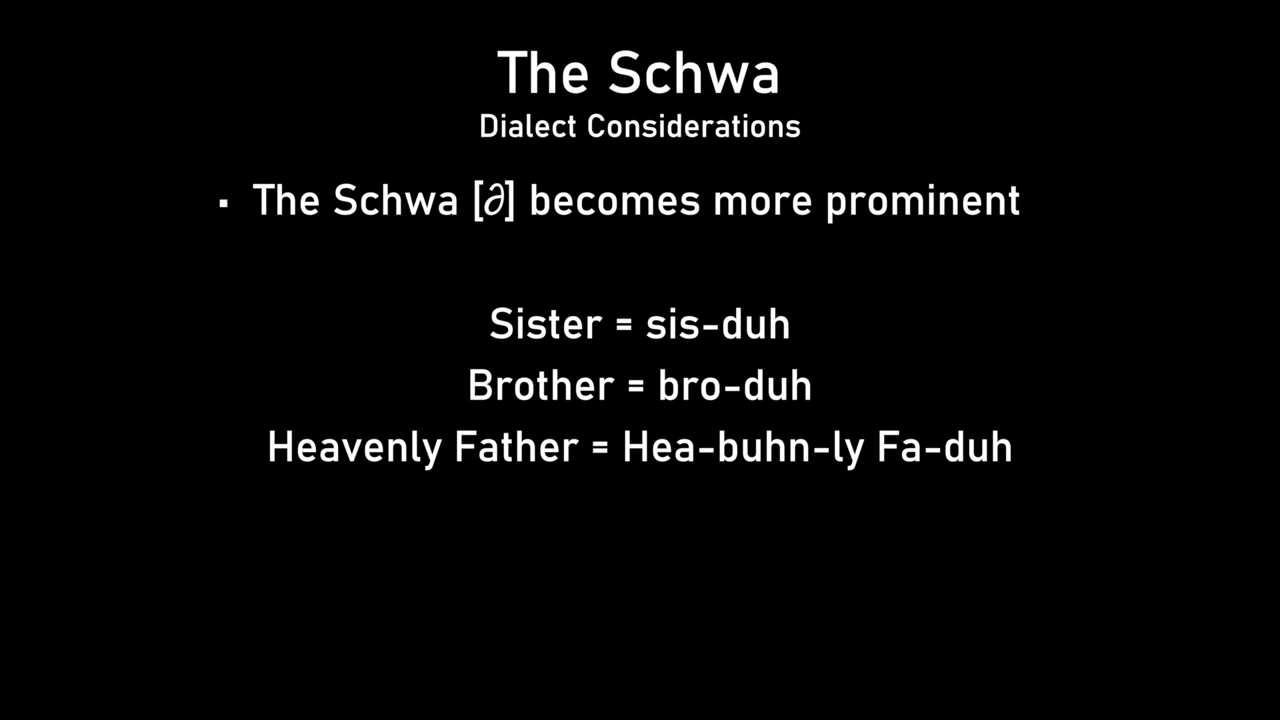 The Schwa
Dialect Considerations
▪ The Schwa [∂] becomes more prominent
Sister = sis-duh
Brother = bro-duh
Heavenly Father = Hea-buhn-ly Fa-duh